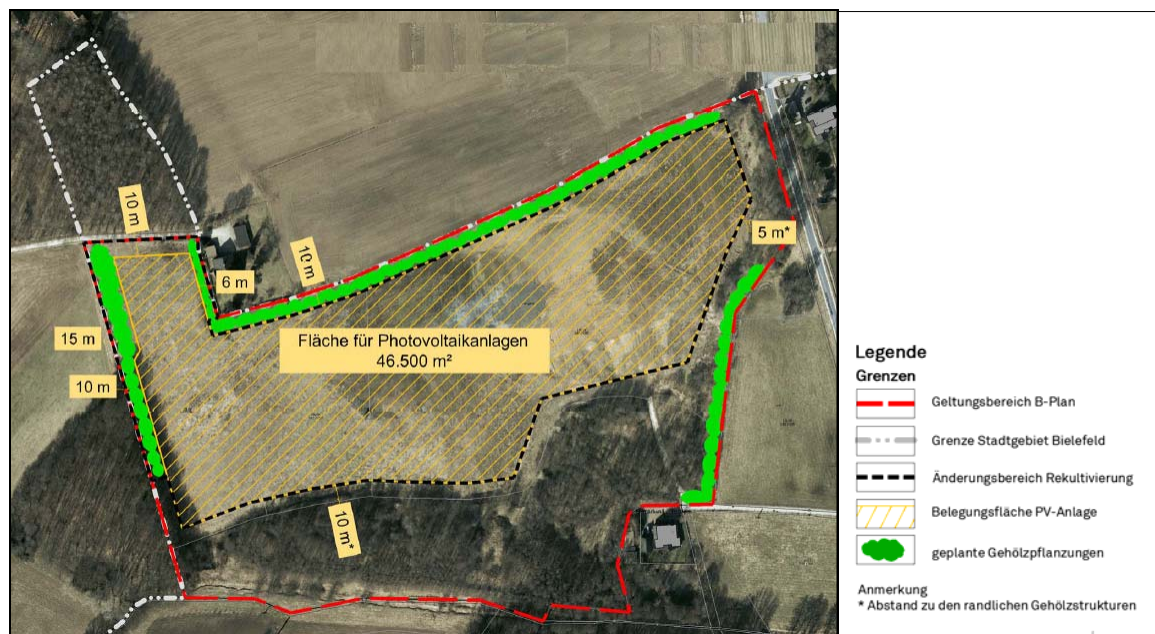 10 m
10 m
6 m
5 m*
15 m
10 m
Fläche für Photovoltaikanlagen
46.500 m²
10 m*
Legende
Grenzen
Geltungsbereich B-Plan
Grenze Stadtgebiet Bielefeld
Änderungsbereich Rekultivierung
Belegungsfläche PV-Anlage
geplante Gehölzpflanzungen
Anmerkung
* Abstand zu den randlichen Gehölzstrukturen